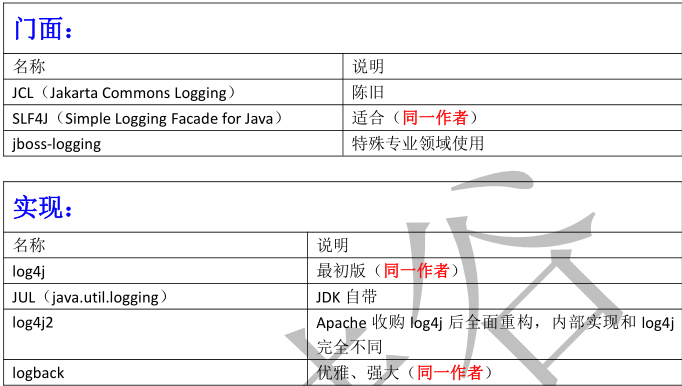 门面：
名称 说明
JCL（Jakarta Commons Logging） 陈旧
SLF4J（Simple Logging Facade for Java） 适合（同一作者）
jboss-logging 特殊专业领域使用
实现：
名称 说明
log4j 最初版（同一作者）
JUL（java.util.logging） JDK 自带
log4j2 Apache 收购 log4j 后全面重构，内部实现和 log4j
完全不同
logback 优雅、强大（同一作者）